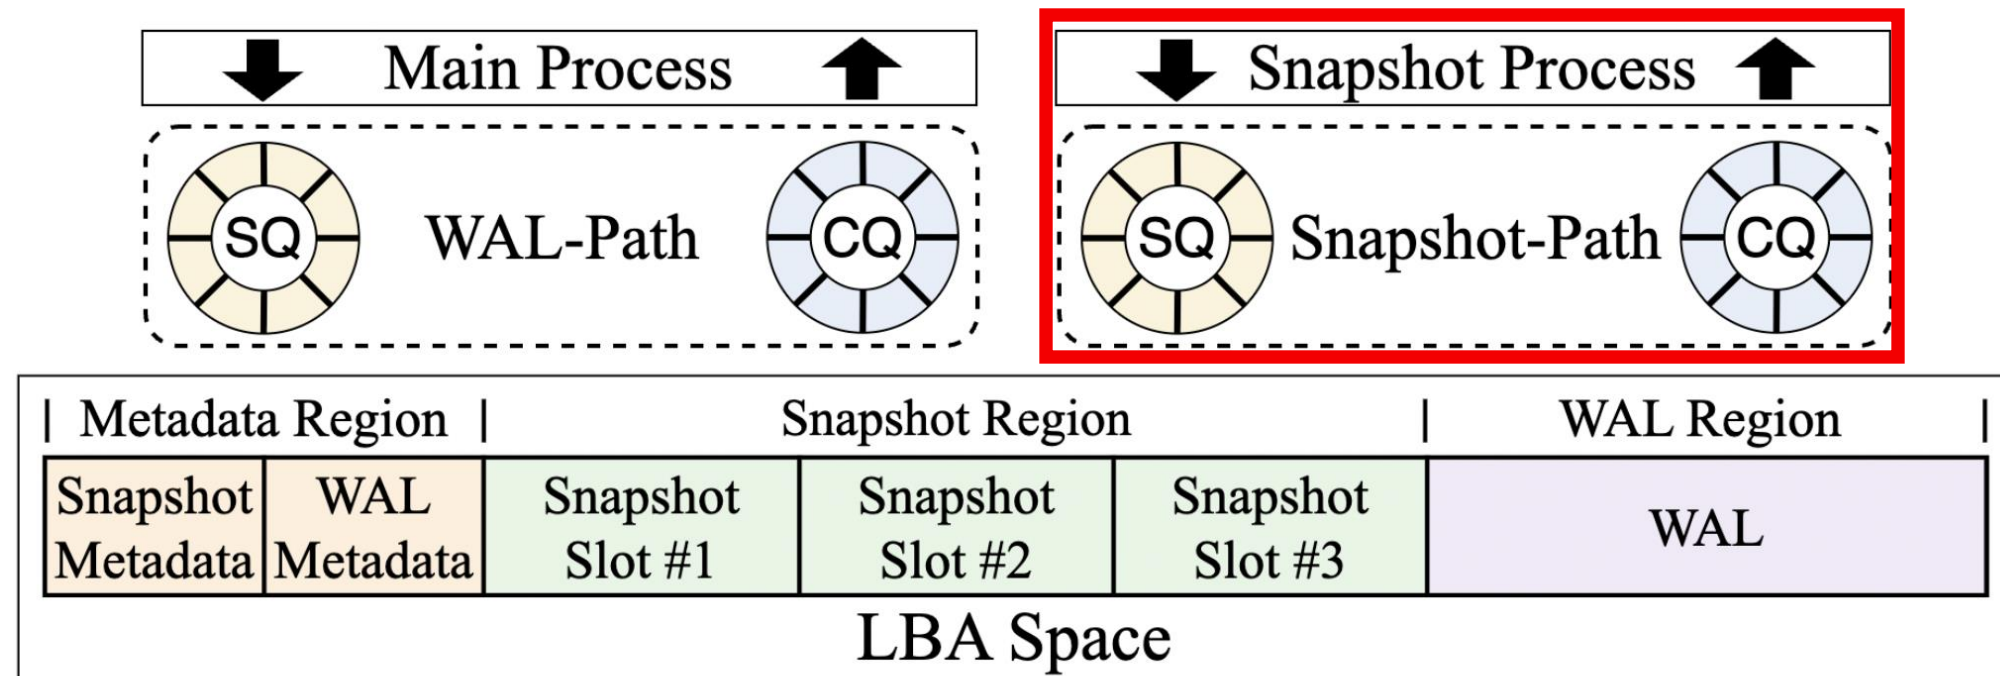 Main Process
Snapshot Process
SQ WAL-Path CQ
SQ Snapshot-Path CQ
| Metadata Region | Snapshot Region | WAL Region |
Snapshot Metadata
WAL Metadata
Snapshot Slot #1
Snapshot Slot #2
Snapshot Slot #3
WAL
LBA Space